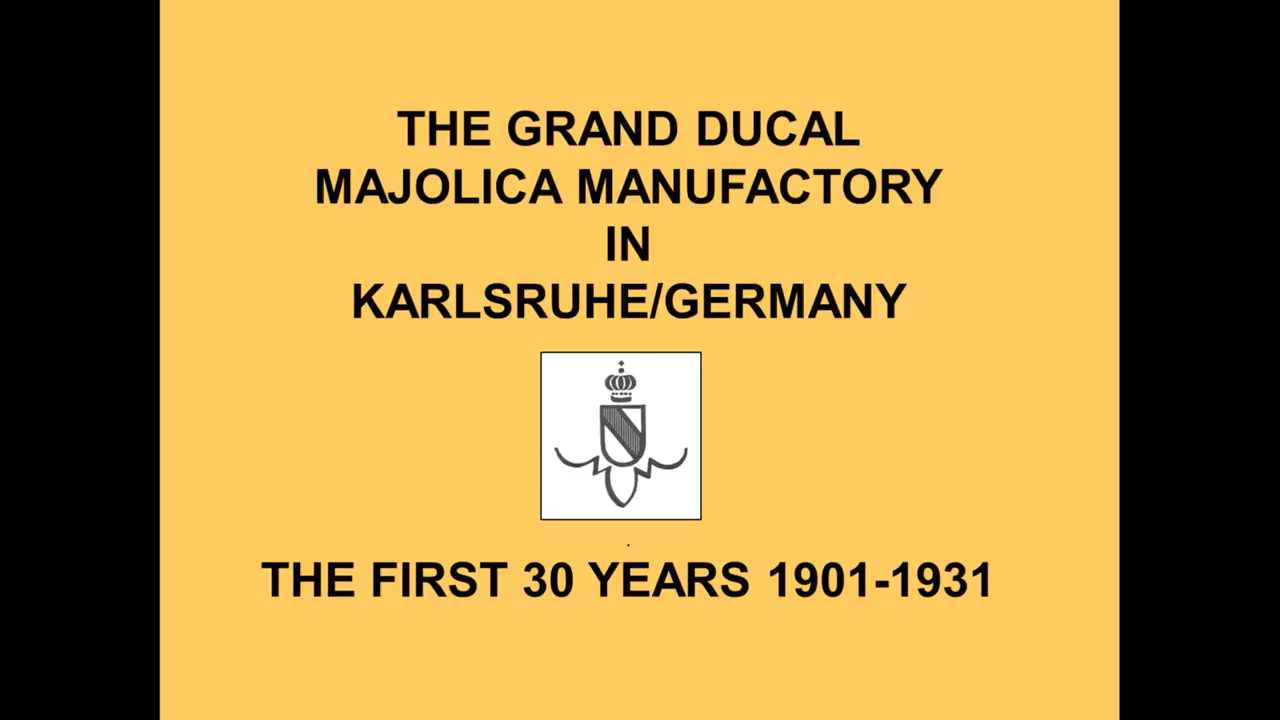 THE GRAND DUCAL
MAJOLICA MANUFACTORY
IN
KARLSRUHE/GERMANY
.
THE FIRST 30 YEARS 1901-1931